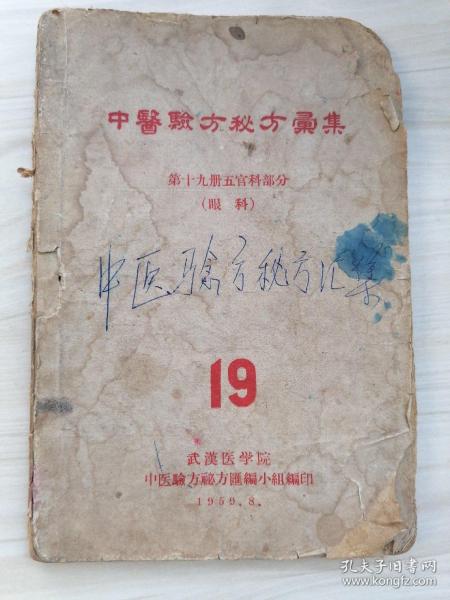 中醫驗方秘方彙集
第十九册五官科部分
（眼科）
中医验方秘方汇集
19
武漢医学院
中医驗方祕方匯編小組編印
1959.8.
孔夫子旧书网
www.kongfz.com